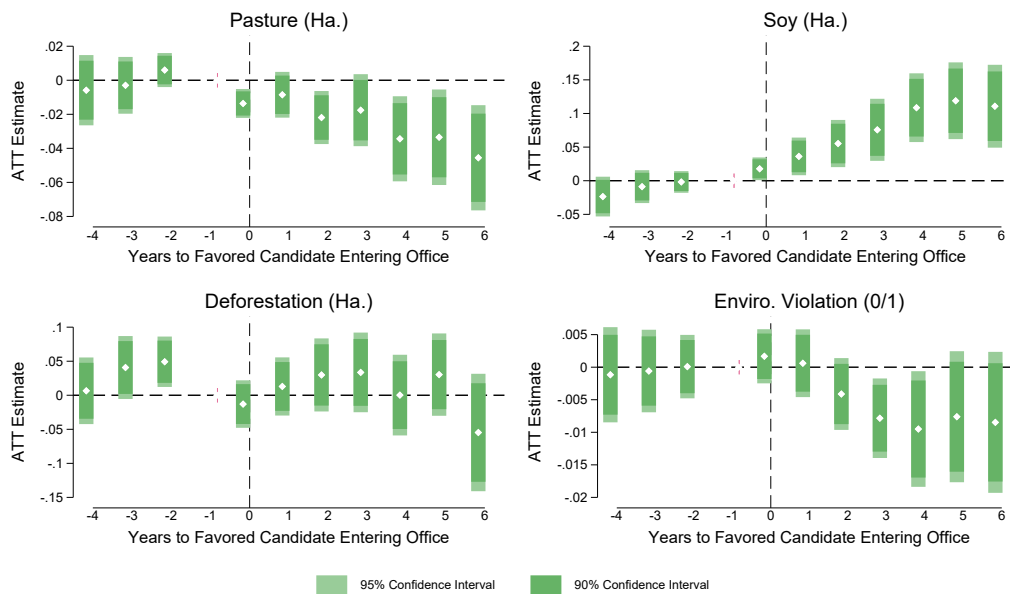 Pasture (Ha.)
ATT Estimate
.02
0
-.02
-.04
-.06
-.08
-4 -3 -2 -1 0 1 2 3 4 5 6
Years to Favored Candidate Entering Office
Soy (Ha.)
ATT Estimate
.2
.15
.1
.05
0
-.05
-4 -3 -2 -1 0 1 2 3 4 5 6
Years to Favored Candidate Entering Office
Deforestation (Ha.)
ATT Estimate
.1
.05
0
-.05
-.1
-.15
-4 -3 -2 -1 0 1 2 3 4 5 6
Years to Favored Candidate Entering Office
Enviro. Violation (0/1)
ATT Estimate
.005
0
-.005
-.01
-.015
-.02
-4 -3 -2 -1 0 1 2 3 4 5 6
Years to Favored Candidate Entering Office
95% Confidence Interval 90% Confidence Interval